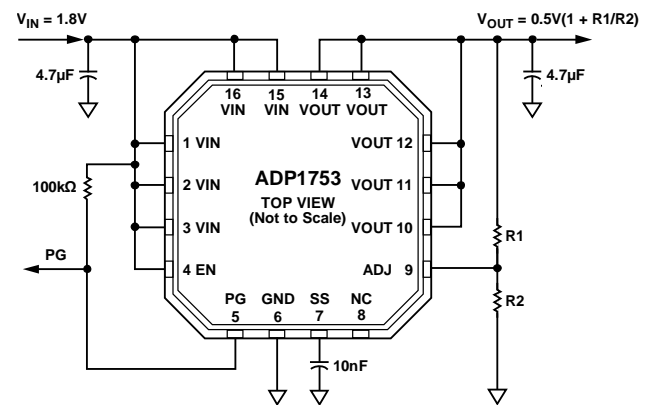 VIN = 1.8V
VOUT = 0.5V(1 + R1/R2)
4.7µF
4.7µF
16
15
14
13
VIN
VIN
VOUT
VOUT
1 VIN
VOUT 12
100kΩ
2 VIN
ADP1753
VOUT 11
TOP VIEW
(Not to Scale)
3 VIN
VOUT 10
R1
PG
4 EN
ADJ 9
R2
PG
GND
SS
NC
5
6
7
8
10nF